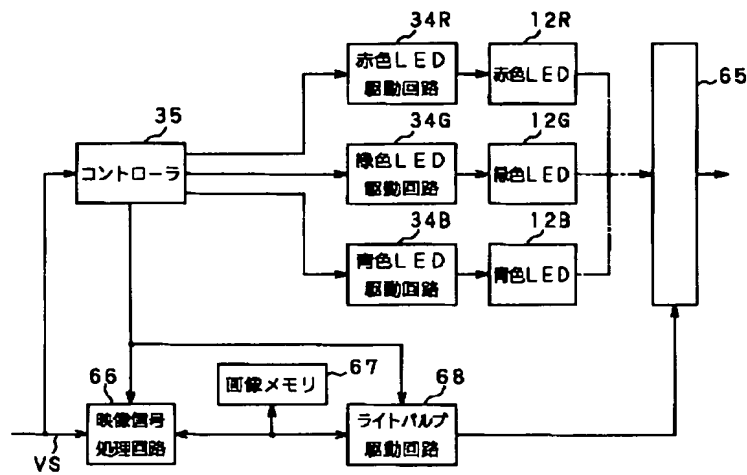 34R
12R
65
赤色LED
駆動回路
赤色LED
35
34G
12G
コントローラ
緑色LED
駆動回路
緑色LED
34B
12B
青色LED
駆動回路
青色LED
66
67
画像メモリ
68
映像信号
処理回路
ライトバルブ
駆動回路
VS